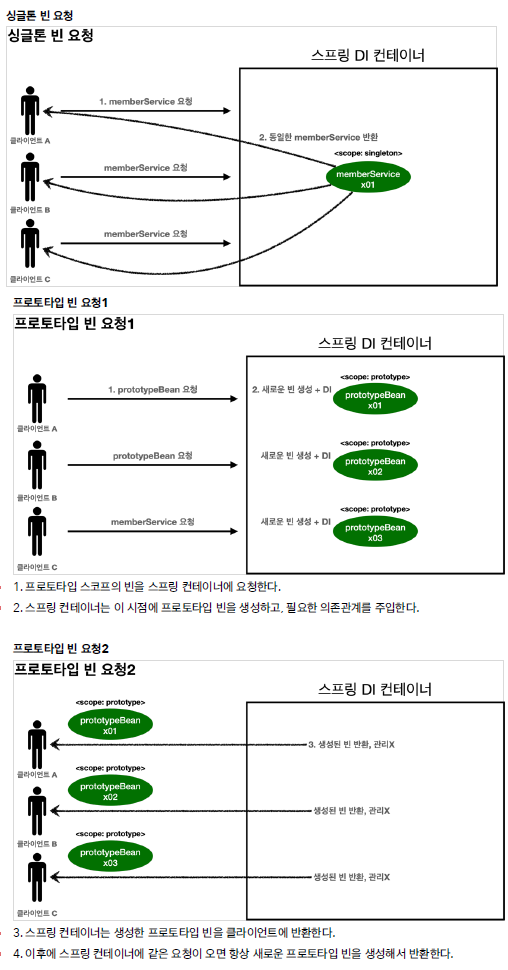 싱글톤 빈 요청
싱글톤 빈 요청
스프링 DI 컨테이너
1. memberService 요청
클라이언트 A
2. 동일한 memberService 반환
<scope: singleton>
memberService
x01
memberService 요청
클라이언트 B
memberService 요청
클라이언트 C
프로토타입 빈 요청1
프로토타입 빈 요청1
스프링 DI 컨테이너
<scope: prototype>
1. prototypeBean 요청
2. 새로운 빈 생성 + DI
prototypeBean
x01
클라이언트 A
<scope: prototype>
prototypeBean 요청
새로운 빈 생성 + DI
prototypeBean
x02
클라이언트 B
<scope: prototype>
memberService 요청
새로운 빈 생성 + DI
prototypeBean
x03
클라이언트 C
1. 프로토타입 스코프의 빈을 스프링 컨테이너에 요청한다.
2. 스프링 컨테이너는 이 시점에 프로토타입 빈을 생성하고, 필요한 의존관계를 주입한다.
프로토타입 빈 요청2
프로토타입 빈 요청2
스프링 DI 컨테이너
<scope: prototype>
prototypeBean
x01
3. 생성된 빈 반환, 관리X
클라이언트 A
<scope: prototype>
prototypeBean
x02
생성된 빈 반환, 관리X
클라이언트 B
<scope: prototype>
prototypeBean
x03
생성된 빈 반환, 관리X
클라이언트 C
3. 스프링 컨테이너는 생성한 프로토타입 빈을 클라이언트에 반환한다.
4. 이후에 스프링 컨테이너에 같은 요청이 오면 항상 새로운 프로토타입 빈을 생성해서 반환한다.